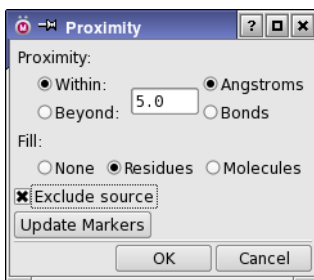 Proximity ?
Proximity:
Within: 5.0 Angstroms
Beyond: Bonds
Fill:
None Residues Molecules
Exclude source
Update Markers
OK Cancel